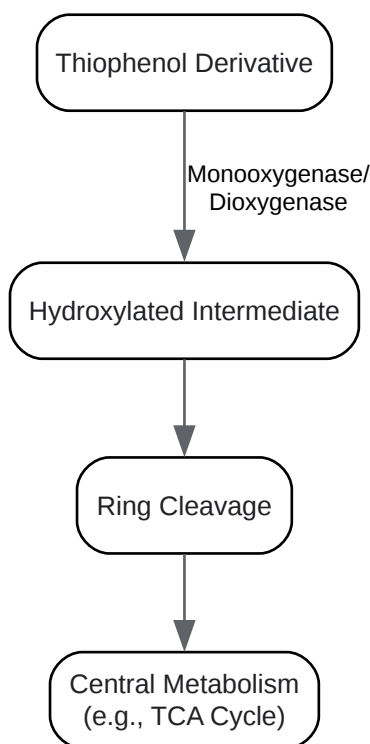 Thiophenol Derivative
Monooxygenase/
Dioxygenase
Hydroxylated Intermediate
Ring Cleavage
Central Metabolism
(e.g., TCA Cycle)